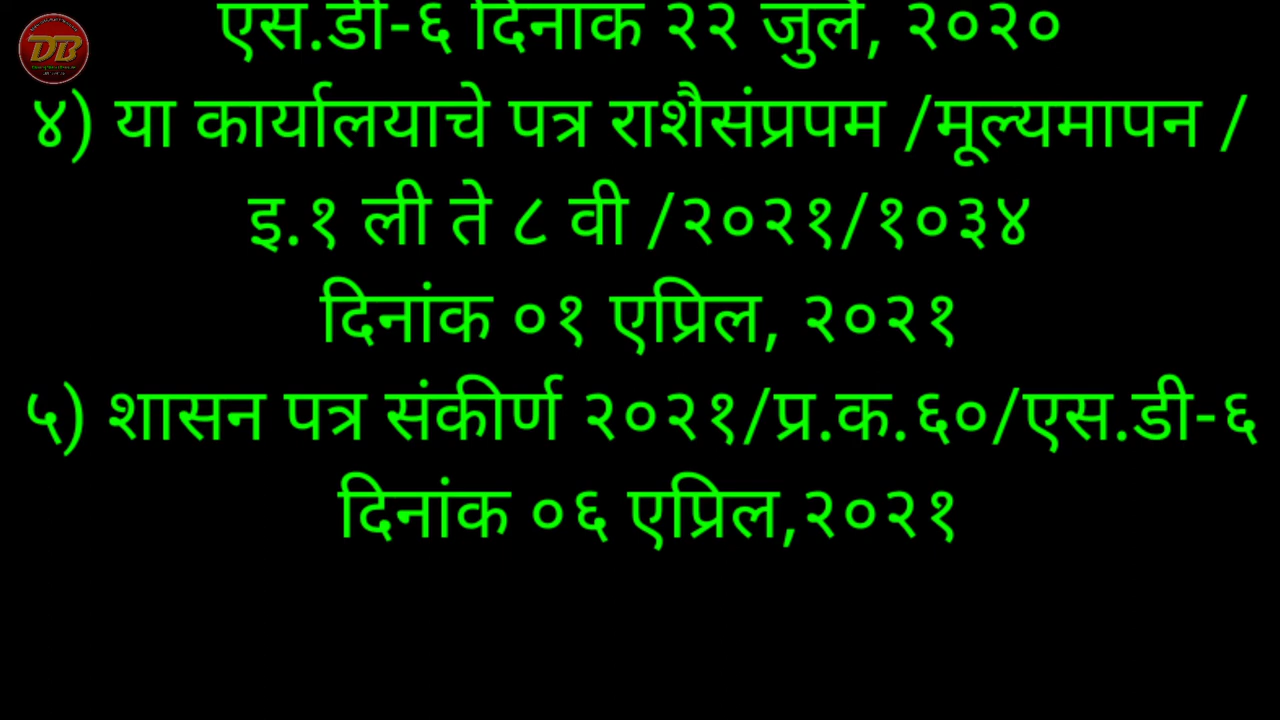 एस.डी-६ दिनांक २२ जुलै, २०२०
४) या कार्यालयाचे पत्र राशैसंप्रपम /मूल्यमापन /
इ.१ ली ते ८ वी /२०२१/१०३४
दिनांक ०१ एप्रिल, २०२१
५) शासन पत्र संकीर्ण २०२१/प्र.क.६०/एस.डी-६
दिनांक ०६ एप्रिल,२०२१
DB